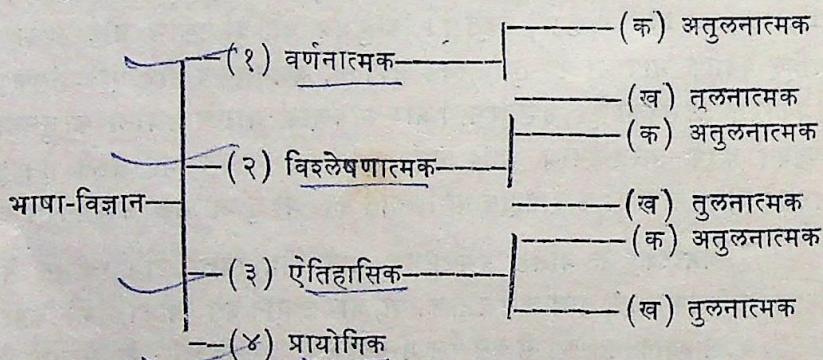 (क) अतुलनात्मक
(१) वर्णनात्मक
(ख) तुलनात्मक
(क) अतुलनात्मक
(२) विश्लेषणात्मक
भाषा-विज्ञान
(ख) तुलनात्मक
(क) अतुलनात्मक
(३) ऐतिहासिक
(ख) तुलनात्मक
(४) प्रायोगिक